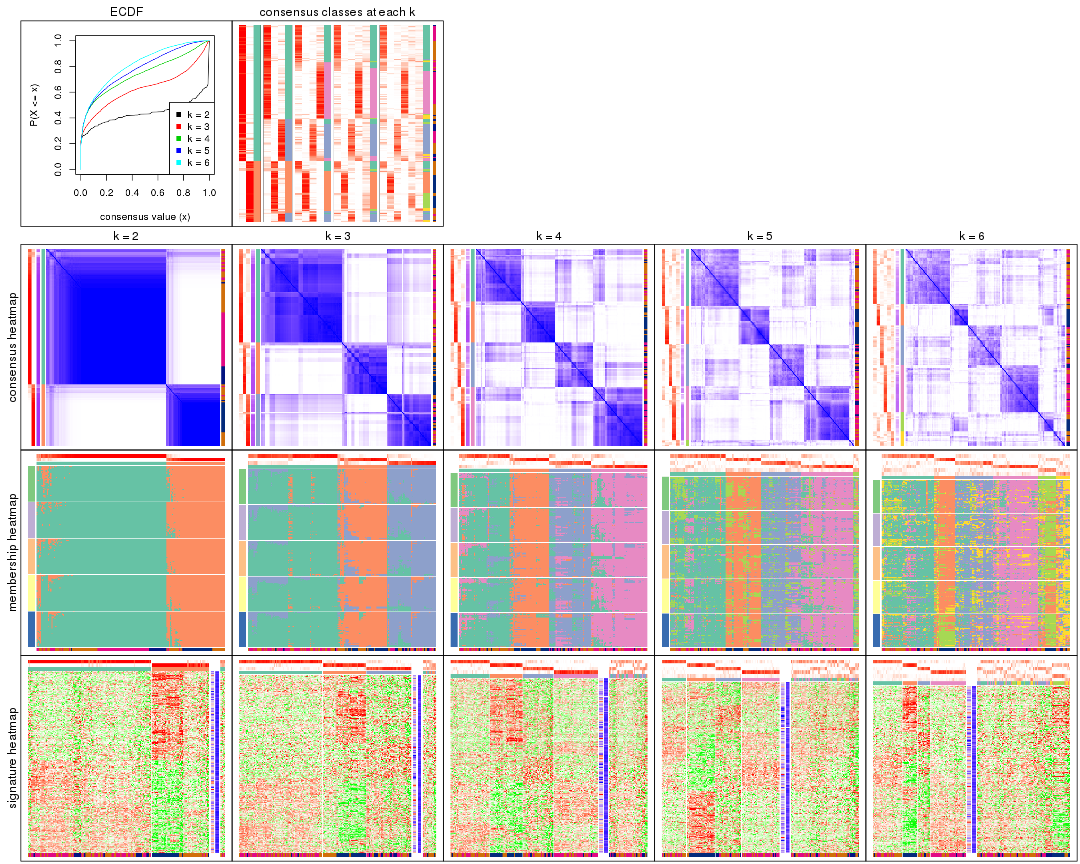 ECDF
consensus classes at each k
P(X <= x)
0.0 0.2 0.4 0.6 0.8 1.0
k = 2
k = 3
k = 4
k = 5
k = 6
0.0 0.2 0.4 0.6 0.8 1.0
consensus value (x)
k = 2 k = 3 k = 4 k = 5 k = 6
consensus heatmap
membership heatmap
signature heatmap